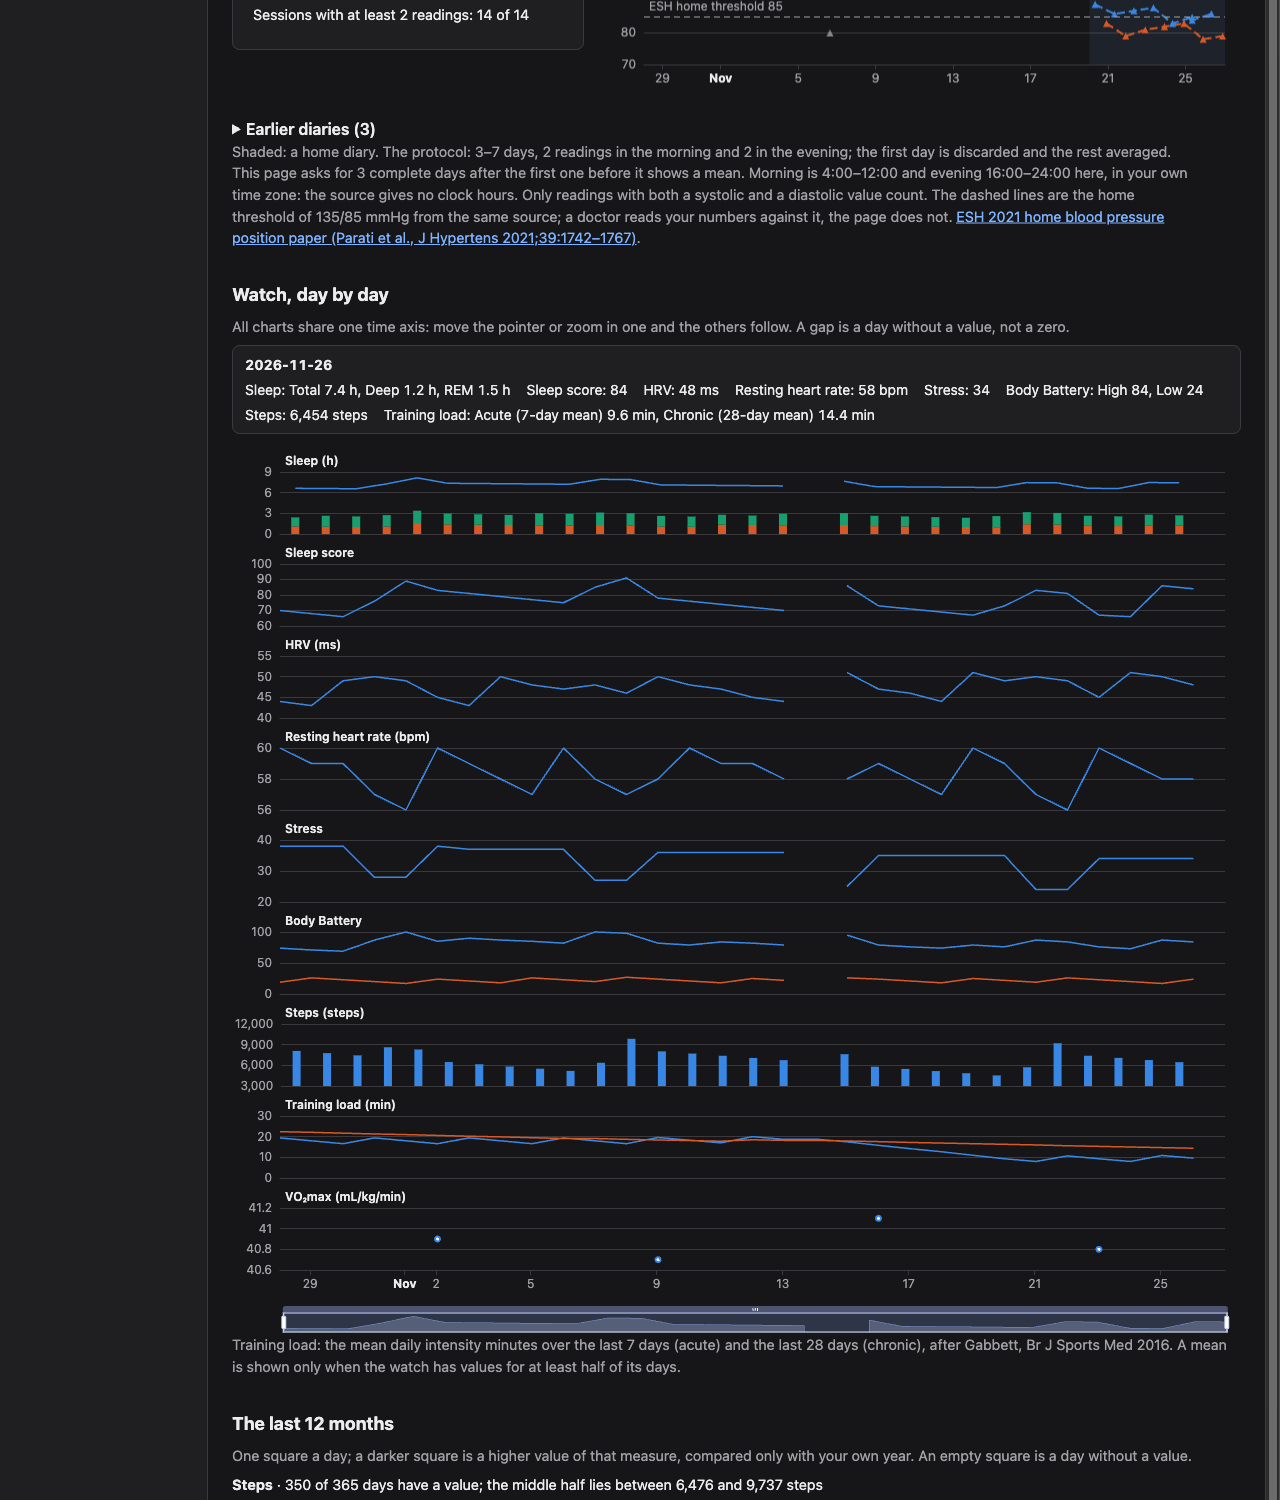 Sessions with at least 2 readings: 14 of 14
ESH home threshold 85
80
70
29 Nov 5 9 13 17 21 25
▶ Earlier diaries (3)
Shaded: a home diary. The protocol: 3–7 days, 2 readings in the morning and 2 in the evening; the first day is discarded and the rest averaged.
This page asks for 3 complete days after the first one before it shows a mean. Morning is 4:00–12:00 and evening 16:00–24:00 here, in your own
time zone: the source gives no clock hours. Only readings with both a systolic and a diastolic value count. The dashed lines are the home
threshold of 135/85 mmHg from the same source; a doctor reads your numbers against it, the page does not. ESH 2021 home blood pressure
position paper (Parati et al., J Hypertens 2021;39:1742–1767).
Watch, day by day
All charts share one time axis: move the pointer or zoom in one and the others follow. A gap is a day without a value, not a zero.
2026-11-26
Sleep: Total 7.4 h, Deep 1.2 h, REM 1.5 h Sleep score: 84 HRV: 48 ms Resting heart rate: 58 bpm Stress: 34 Body Battery: High 84, Low 24
Steps: 6,454 steps Training load: Acute (7-day mean) 9.6 min, Chronic (28-day mean) 14.4 min
Sleep (h)
9
6
3
0
Sleep score
100
90
80
70
60
HRV (ms)
55
50
45
40
Resting heart rate (bpm)
60
58
56
Stress
40
30
20
Body Battery
100
50
0
Steps (steps)
12,000
9,000
6,000
3,000
Training load (min)
30
20
10
0
VO₂max (mL/kg/min)
41.2
41
40.8
40.6
29 Nov 2 5 9 13 17 21 25
Training load: the mean daily intensity minutes over the last 7 days (acute) and the last 28 days (chronic), after Gabbett, Br J Sports Med 2016. A mean
is shown only when the watch has values for at least half of its days.
The last 12 months
One square a day; a darker square is a higher value of that measure, compared only with your own year. An empty square is a day without a value.
Steps · 350 of 365 days have a value; the middle half lies between 6,476 and 9,737 steps